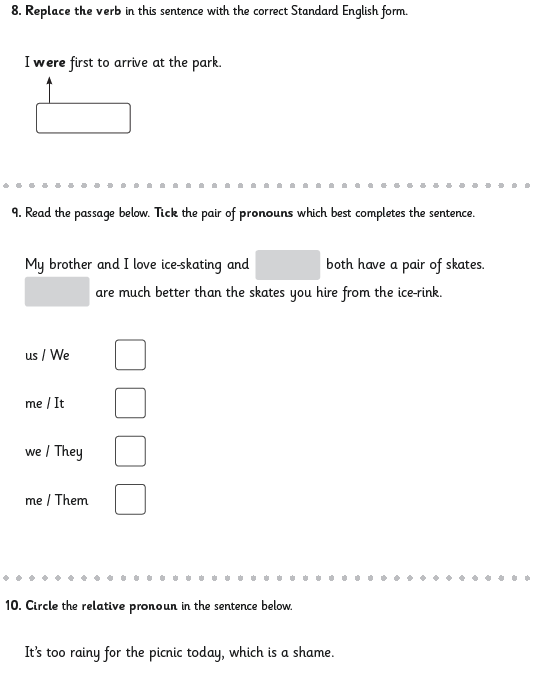 8. Replace the verb in this sentence with the correct Standard English form.
I were first to arrive at the park.
9. Read the passage below. Tick the pair of pronouns which best completes the sentence.
My brother and I love ice-skating and both have a pair of skates.
are much better than the skates you hire from the ice-rink.
us / We
me / It
we / They
me / Them
10. Circle the relative pronoun in the sentence below.
It's too rainy for the picnic today, which is a shame.